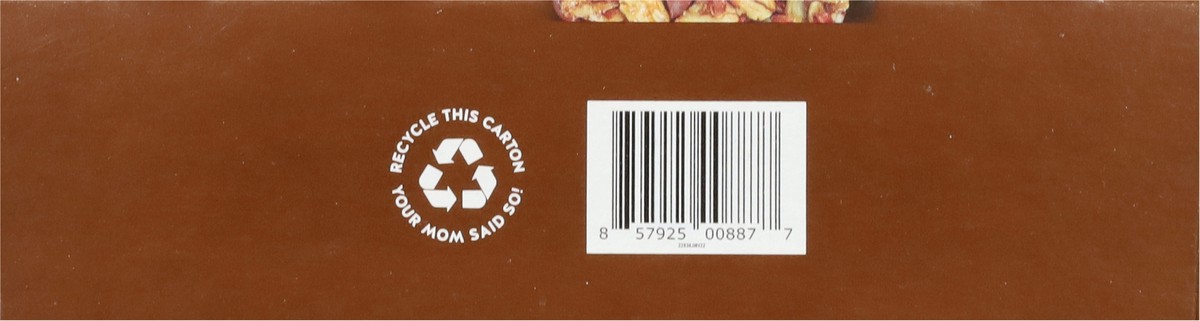 RECYCLE THIS CARTON
YOUR MOM SAID SO!
8 57925 00887 7